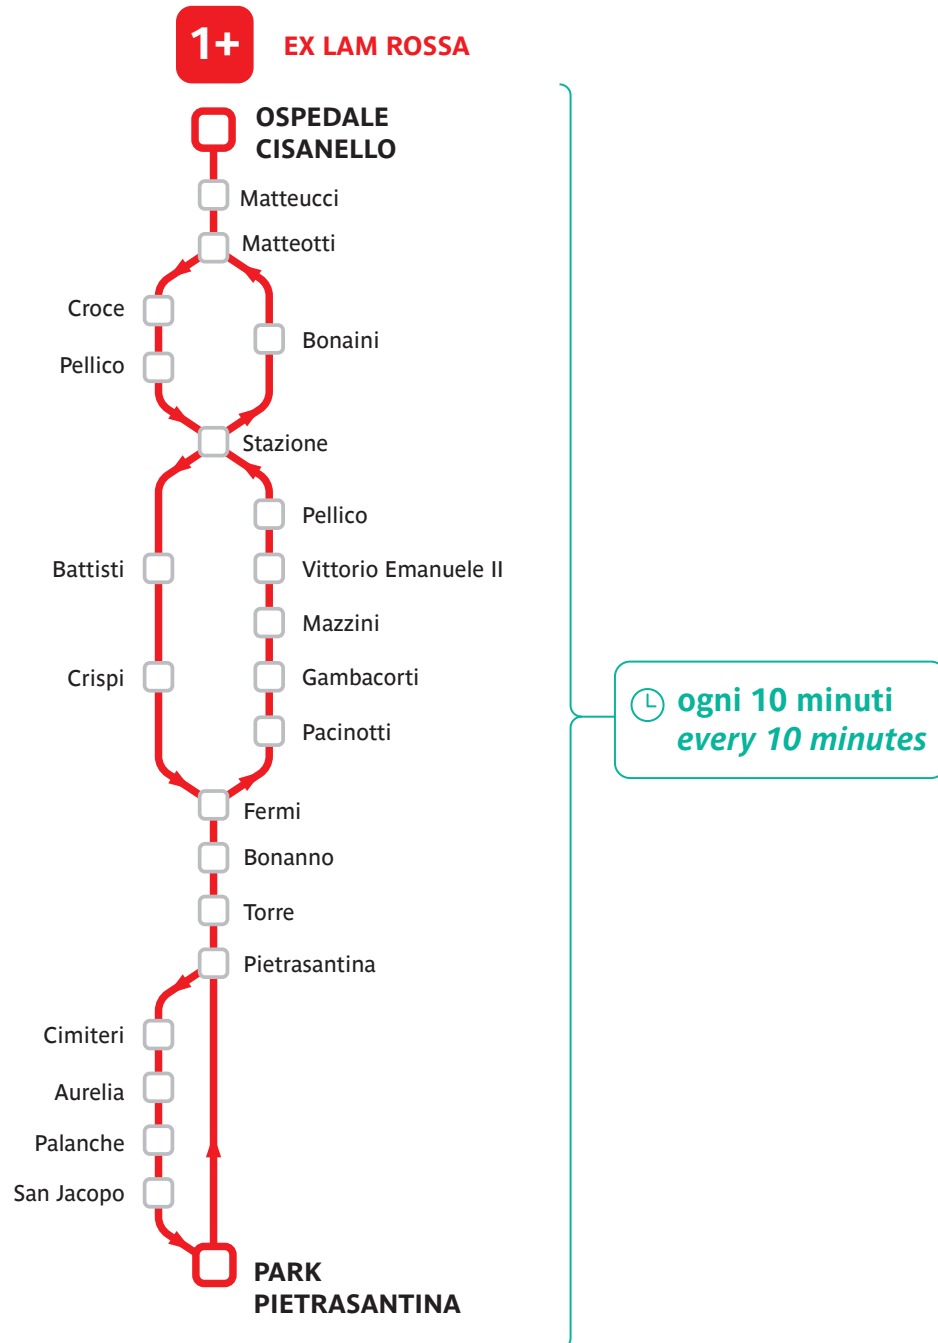 1+
EX LAM ROSSA
OSPEDALE
CISANELLO
Matteucci
Matteotti
Croce
Bonaini
Pellico
Stazione
Pellico
Battisti
Vittorio Emanuele II
Mazzini
Crispi
Gambacorti
ogni 10 minuti
every 10 minutes
Pacinotti
Fermi
Bonanno
Torre
Pietrasantina
Cimiteri
Aurelia
Palanche
San Jacopo
PARK
PIETRASANTINA